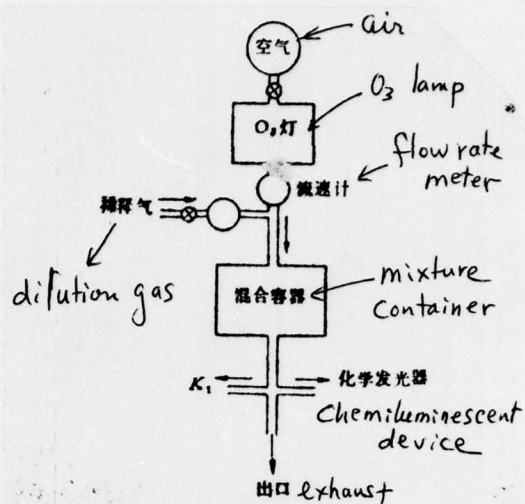 空气
air
O₃灯
O₃ lamp
流速计
flow rate
meter
稀释气
dilution gas
混合容器
mixture
container
K₁
化学发光器
Chemiluminescent
device
出口
exhaust